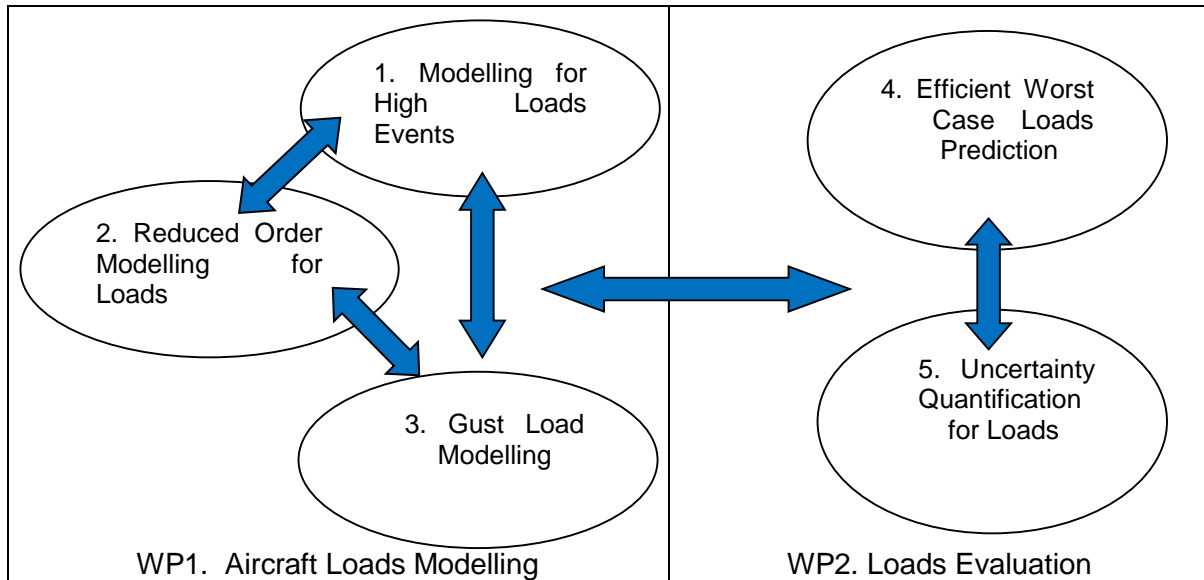 1. Modelling for
High Loads
Events
2. Reduced Order
Modelling for
Loads
3. Gust Load
Modelling
WP1. Aircraft Loads Modelling
4. Efficient Worst
Case Loads
Prediction
5. Uncertainty
Quantification
for Loads
WP2. Loads Evaluation